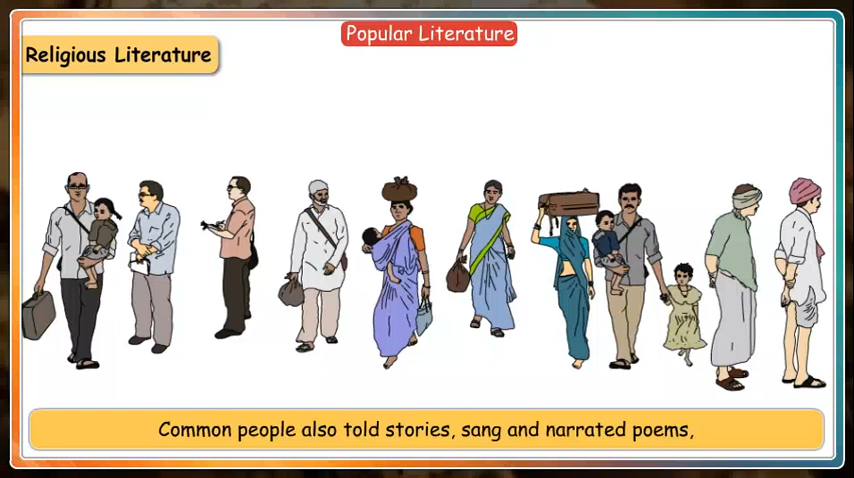 Popular Literature
Religious Literature
Common people also told stories, sang and narrated poems,